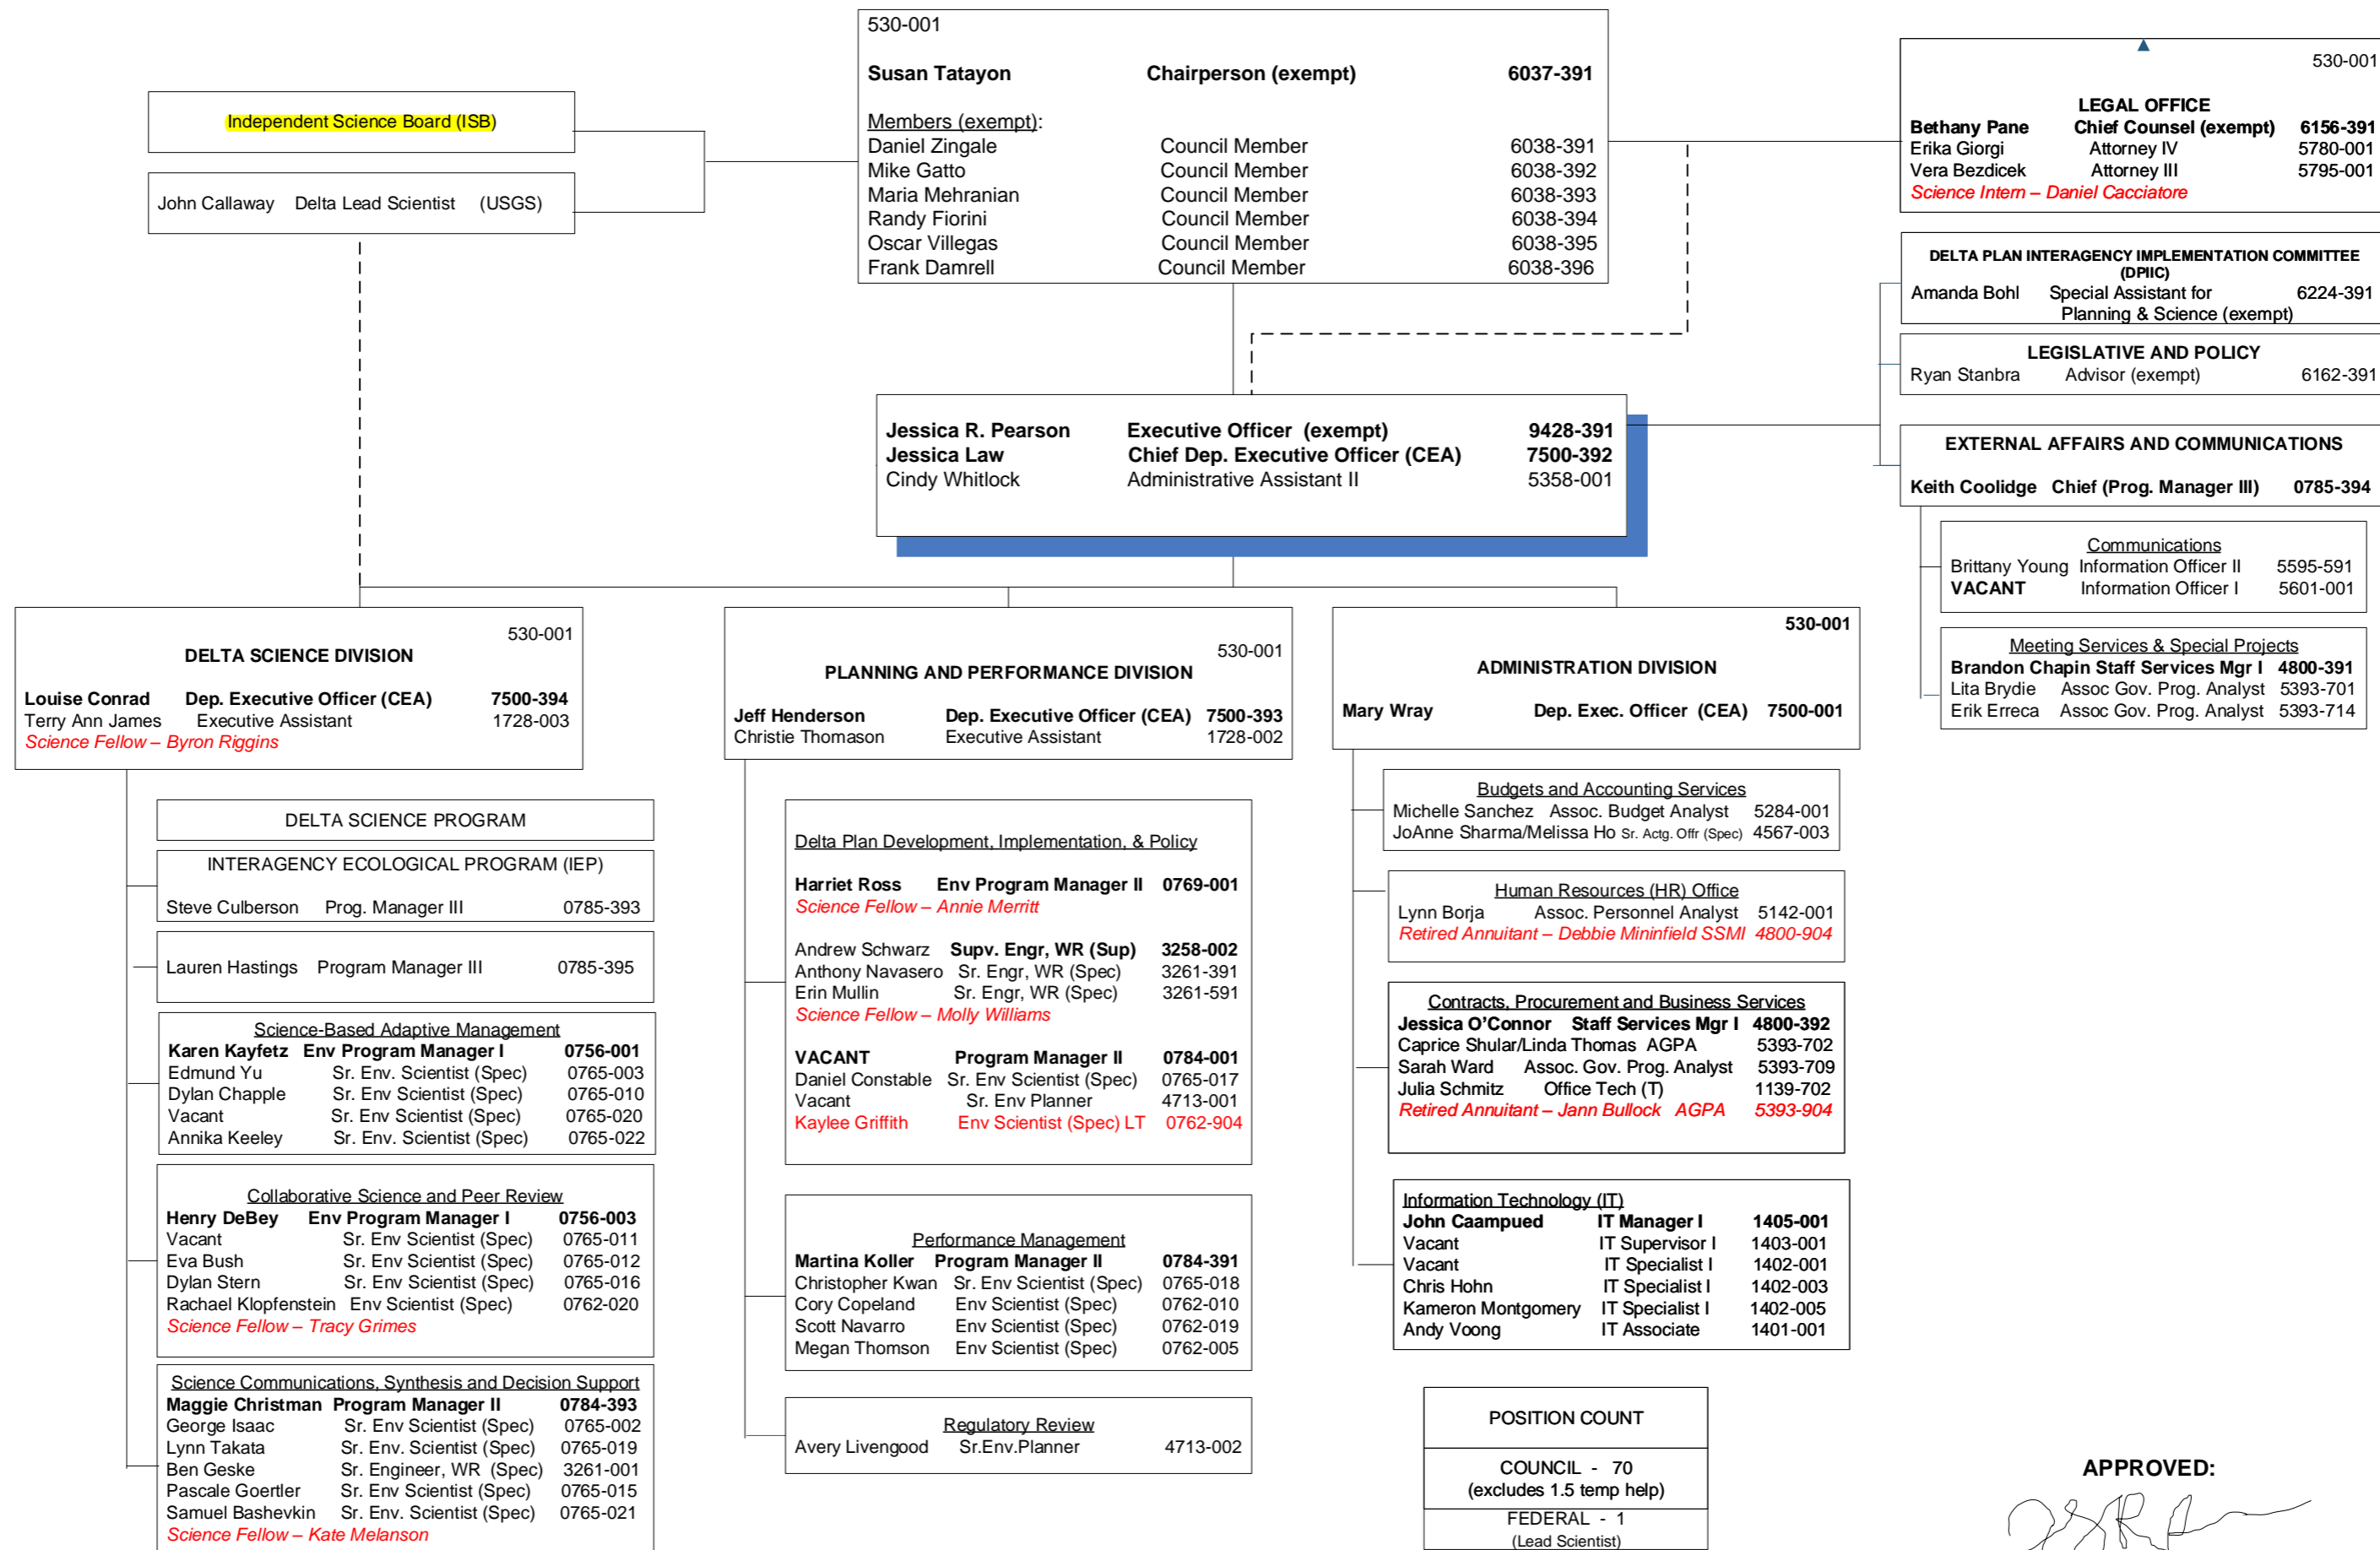 530-001
Susan Tatayon Chairperson (exempt) 6037-391
Members (exempt):
Daniel Zingale Council Member 6038-391
Mike Gatto Council Member 6038-392
Maria Mehranian Council Member 6038-393
Randy Fiorini Council Member 6038-394
Oscar Villegas Council Member 6038-395
Frank Damrell Council Member 6038-396
Independent Science Board (ISB)
John Callaway Delta Lead Scientist (USGS)
530-001
LEGAL OFFICE
Bethany Pane Chief Counsel (exempt) 6156-391
Erika Giorgi Attorney IV 5780-001
Vera Bezdicek Attorney III 5795-001
Science Intern – Daniel Cacciatore
DELTA PLAN INTERAGENCY IMPLEMENTATION COMMITTEE
(DPIIC)
Amanda Bohl Special Assistant for 6224-391
Planning & Science (exempt)
LEGISLATIVE AND POLICY
Ryan Stanbra Advisor (exempt) 6162-391
Jessica R. Pearson Executive Officer (exempt) 9428-391
Jessica Law Chief Dep. Executive Officer (CEA) 7500-392
Cindy Whitlock Administrative Assistant II 5358-001
EXTERNAL AFFAIRS AND COMMUNICATIONS
Keith Coolidge Chief (Prog. Manager III) 0785-394
Communications
Brittany Young Information Officer II 5595-591
VACANT Information Officer I 5601-001
Meeting Services & Special Projects
Brandon Chapin Staff Services Mgr I 4800-391
Lita Brydie Assoc Gov. Prog. Analyst 5393-701
Erik Erreca Assoc Gov. Prog. Analyst 5393-714
530-001
DELTA SCIENCE DIVISION
Louise Conrad Dep. Executive Officer (CEA) 7500-394
Terry Ann James Executive Assistant 1728-003
Science Fellow – Byron Riggins
DELTA SCIENCE PROGRAM
INTERAGENCY ECOLOGICAL PROGRAM (IEP)
Steve Culberson Prog. Manager III 0785-393
Lauren Hastings Program Manager III 0785-395
Science-Based Adaptive Management
Karen Kayfetz Env Program Manager I 0756-001
Edmund Yu Sr. Env. Scientist (Spec) 0765-003
Dylan Chapple Sr. Env Scientist (Spec) 0765-010
Vacant Sr. Env Scientist (Spec) 0765-020
Annika Keeley Sr. Env. Scientist (Spec) 0765-022
Collaborative Science and Peer Review
Henry DeBey Env Program Manager I 0756-003
Vacant Sr. Env Scientist (Spec) 0765-011
Eva Bush Sr. Env Scientist (Spec) 0765-012
Dylan Stern Sr. Env Scientist (Spec) 0765-016
Rachael Klopfenstein Env Scientist (Spec) 0762-020
Science Fellow – Tracy Grimes
Science Communications, Synthesis and Decision Support
Maggie Christman Program Manager II 0784-393
George Isaac Sr. Env Scientist (Spec) 0765-002
Lynn Takata Sr. Env. Scientist (Spec) 0765-019
Ben Geske Sr. Engineer, WR (Spec) 3261-001
Pascale Goertler Sr. Env Scientist (Spec) 0765-015
Samuel Bashevkin Sr. Env. Scientist (Spec) 0765-021
Science Fellow – Kate Melanson
530-001
PLANNING AND PERFORMANCE DIVISION
Jeff Henderson Dep. Executive Officer (CEA) 7500-393
Christie Thomason Executive Assistant 1728-002
Delta Plan Development, Implementation, & Policy
Harriet Ross Env Program Manager II 0769-001
Science Fellow – Annie Merritt
Andrew Schwarz Supv. Engr, WR (Sup) 3258-002
Anthony Navasero Sr. Engr, WR (Spec) 3261-391
Erin Mullin Sr. Engr, WR (Spec) 3261-591
Science Fellow – Molly Williams
VACANT Program Manager II 0784-001
Daniel Constable Sr. Env Scientist (Spec) 0765-017
Vacant Sr. Env Planner 4713-001
Kaylee Griffith Env Scientist (Spec) LT 0762-904
Performance Management
Martina Koller Program Manager II 0784-391
Christopher Kwan Sr. Env Scientist (Spec) 0765-018
Cory Copeland Env Scientist (Spec) 0762-010
Scott Navarro Env Scientist (Spec) 0762-019
Megan Thomson Env Scientist (Spec) 0762-005
Regulatory Review
Avery Livengood Sr.Env.Planner 4713-002
530-001
ADMINISTRATION DIVISION
Mary Wray Dep. Exec. Officer (CEA) 7500-001
Budgets and Accounting Services
Michelle Sanchez Assoc. Budget Analyst 5284-001
JoAnne Sharma/Melissa Ho Sr. Actg. Offr (Spec) 4567-003
Human Resources (HR) Office
Lynn Borja Assoc. Personnel Analyst 5142-001
Retired Annuitant – Debbie Mininfield SSMI 4800-904
Contracts, Procurement and Business Services
Jessica O'Connor Staff Services Mgr I 4800-392
Caprice Shular/Linda Thomas AGPA 5393-702
Sarah Ward Assoc. Gov. Prog. Analyst 5393-709
Julia Schmitz Office Tech (T) 1139-702
Retired Annuitant – Jann Bullock AGPA 5393-904
Information Technology (IT)
John Caampued IT Manager I 1405-001
Vacant IT Supervisor I 1403-001
Vacant IT Specialist I 1402-001
Chris Hohn IT Specialist I 1402-003
Kameron Montgomery IT Specialist I 1402-005
Andy Voong IT Associate 1401-001
POSITION COUNT
COUNCIL - 70
(excludes 1.5 temp help)
FEDERAL - 1
(Lead Scientist)
APPROVED: